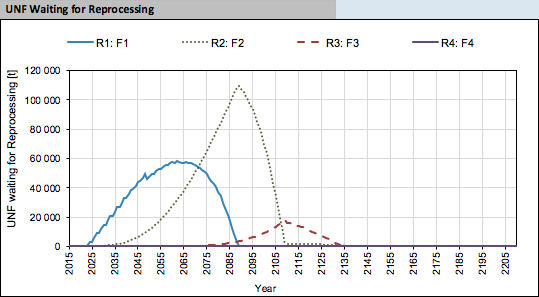 UNF Waiting for Reprocessing
R1: F1 R2: F2 R3: F3 R4: F4
UNF waiting for Reprocessing [t]
120 000
100 000
80 000
60 000
40 000
20 000
0
2015 2025 2035 2045 2055 2065 2075 2085 2095 2105 2115 2125 2135 2145 2155 2165 2175 2185 2195 2205
Year